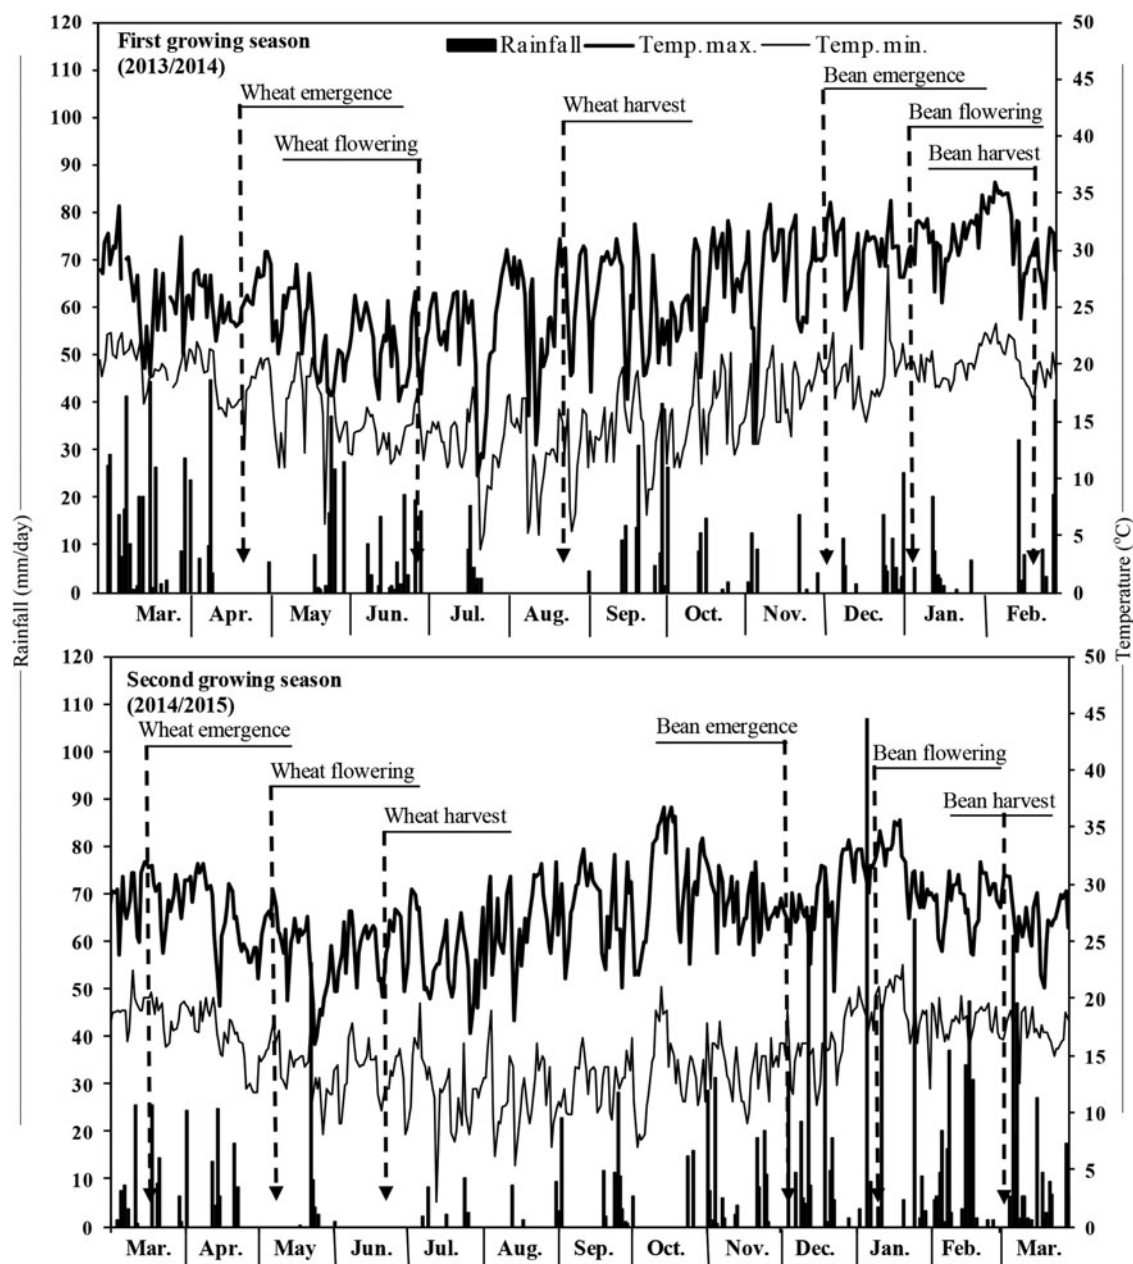 120
110
100
90
80
70
60
50
40
30
20
10
0
50
45
40
35
30
25
20
15
10
5
0
First growing season
(2013/2014)
Rainfall Temp.max. Temp.min.
Wheat emergence
Wheat flowering
Wheat harvest
Bean emergence
Bean flowering
Bean harvest
Mar. Apr. May Jun. Jul. Aug. Sep. Oct. Nov. Dec. Jan. Feb.
Rainfall (mm/day)
Temperature (°C)
120
110
100
90
80
70
60
50
40
30
20
10
0
50
45
40
35
30
25
20
15
10
5
0
Second growing season
(2014/2015)
Wheat emergence
Wheat flowering
Wheat harvest
Bean emergence
Bean flowering
Bean harvest
Mar. Apr. May Jun. Jul. Aug. Sep. Oct. Nov. Dec. Jan. Feb. Mar.